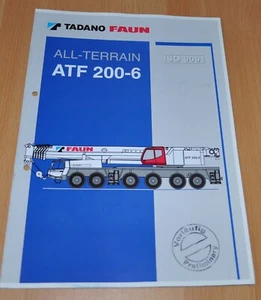 TADANO FAUN
ALL-TERRAIN
ATF 200-6
ISO 9001
FAUN
Vorläufig
Preliminary